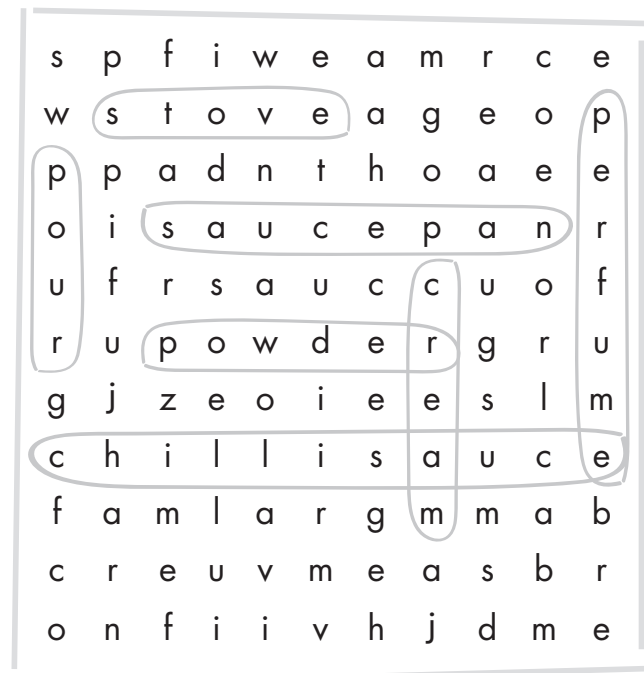 s p f i w e a m r c e
w s t o v e a g e o p
p p a d n t h o a e e
o i s a u c e p a n r
u f r s a u c c u o f
r u p o w d e r g r u
g j z e o i e e s l m
c h i l l i s a u c e
f a m l a r g m m a b
c r e u v m e a s b r
o n f i i v h j d m e